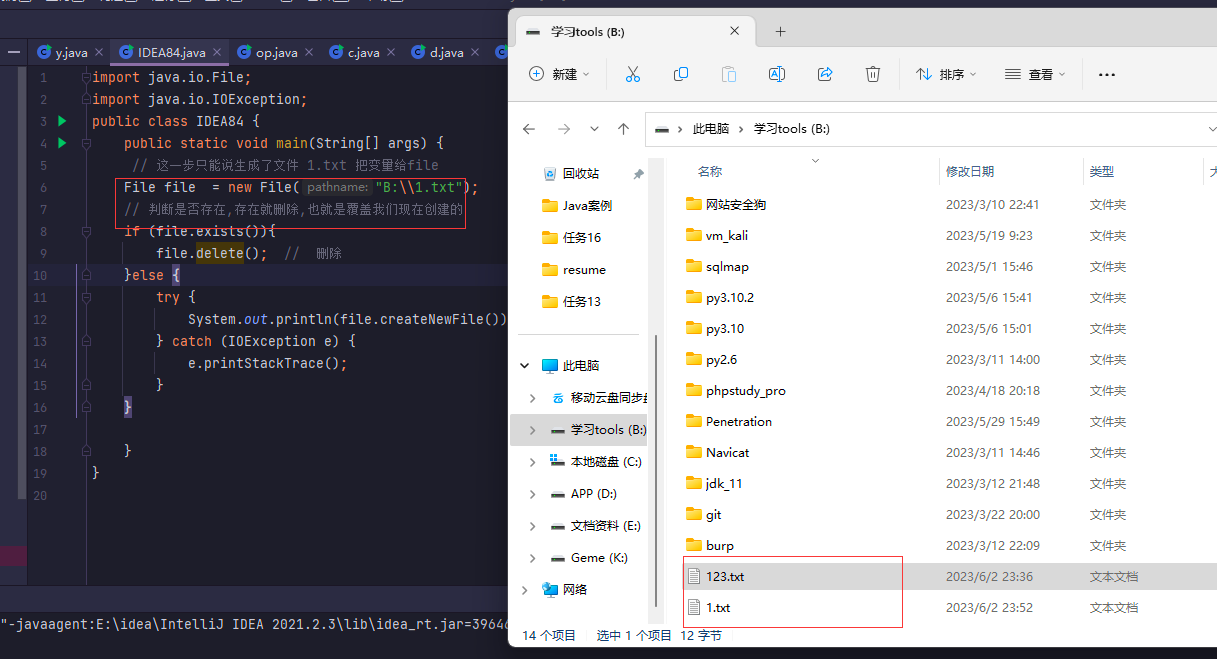 y.java
IDEA84.java
op.java
c.java
d.java
1 import java.io.File;
2 import java.io.IOException;
3 public class IDEA84 {
4 public static void main(String[] args) {
5 // 这一步只能说生成了文件 1.txt 把变量给file
6 File file = new File( pathname: "B:\\1.txt");
7 // 判断是否存在,存在就删除,也就是覆盖我们现在创建的
8 if (file.exists()){
9 file.delete(); // 删除
10 }else {
11 try {
12 System.out.println(file.createNewFile())
13 } catch (IOException e) {
14 e.printStackTrace();
15 }
16 }
17
18 }
19 }
20
"-javaagent:E:\idea\IntelliJ IDEA 2021.2.3\lib\idea_rt.jar=3964
学习tools (B:)
新建
排序
查看
此电脑 学习tools (B:)
回收站
Java案例
任务16
resume
任务13
此电脑
移动云盘同步
学习tools (B:)
本地磁盘 (C:)
APP (D:)
文档资料 (E:)
Geme (K:)
网络
名称 修改日期 类型
网站安全狗 2023/3/10 22:41 文件夹
vm_kali 2023/5/19 9:23 文件夹
sqlmap 2023/5/1 15:46 文件夹
py3.10.2 2023/5/6 15:41 文件夹
py3.10 2023/5/6 15:01 文件夹
py2.6 2023/3/11 14:00 文件夹
phpstudy_pro 2023/4/18 20:18 文件夹
Penetration 2023/5/29 15:49 文件夹
Navicat 2023/3/11 14:46 文件夹
jdk_11 2023/3/12 21:48 文件夹
git 2023/3/22 20:00 文件夹
burp 2023/3/12 22:09 文件夹
123.txt 2023/6/2 23:36 文本文档
1.txt 2023/6/2 23:52 文本文档
14 个项目 选中 1 个项目 12 字节